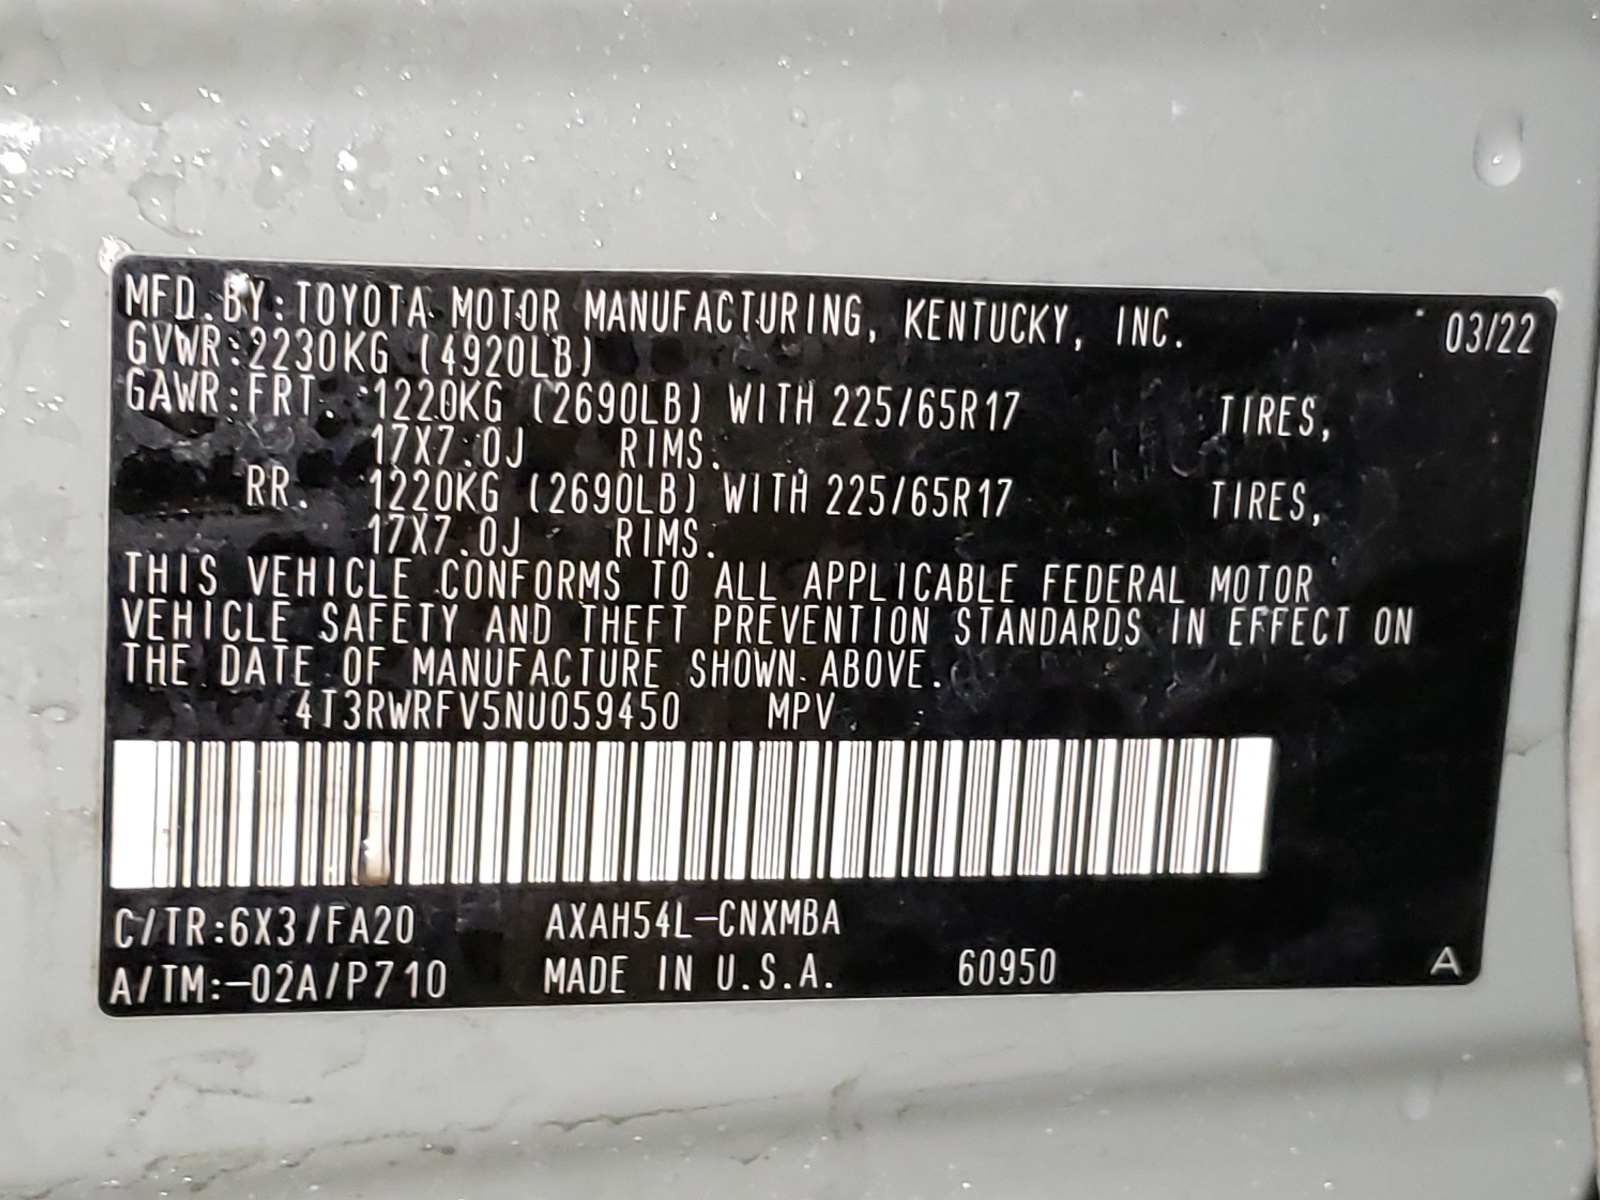 MFD.BY:TOYOTA MOTOR MANUFACTURING, KENTUCKY, INC. 03/22
GVWR:2230KG (4920LB)
GAWR:FRT. 1220KG (2690LB) WITH 225/65R17 TIRES,
17X7.0J RIMS.
RR. 1220KG (2690LB) WITH 225/65R17 TIRES,
17X7.0J RIMS.
THIS VEHICLE CONFORMS TO ALL APPLICABLE FEDERAL MOTOR
VEHICLE SAFETY AND THEFT PREVENTION STANDARDS IN EFFECT ON
THE DATE OF MANUFACTURE SHOWN ABOVE.
4T3RWRFV5NU059450 MPV
C/TR:6X3/FA20 AXAH54L-CNXMBA
A/TM:-02A/P710 MADE IN U.S.A. 60950 A